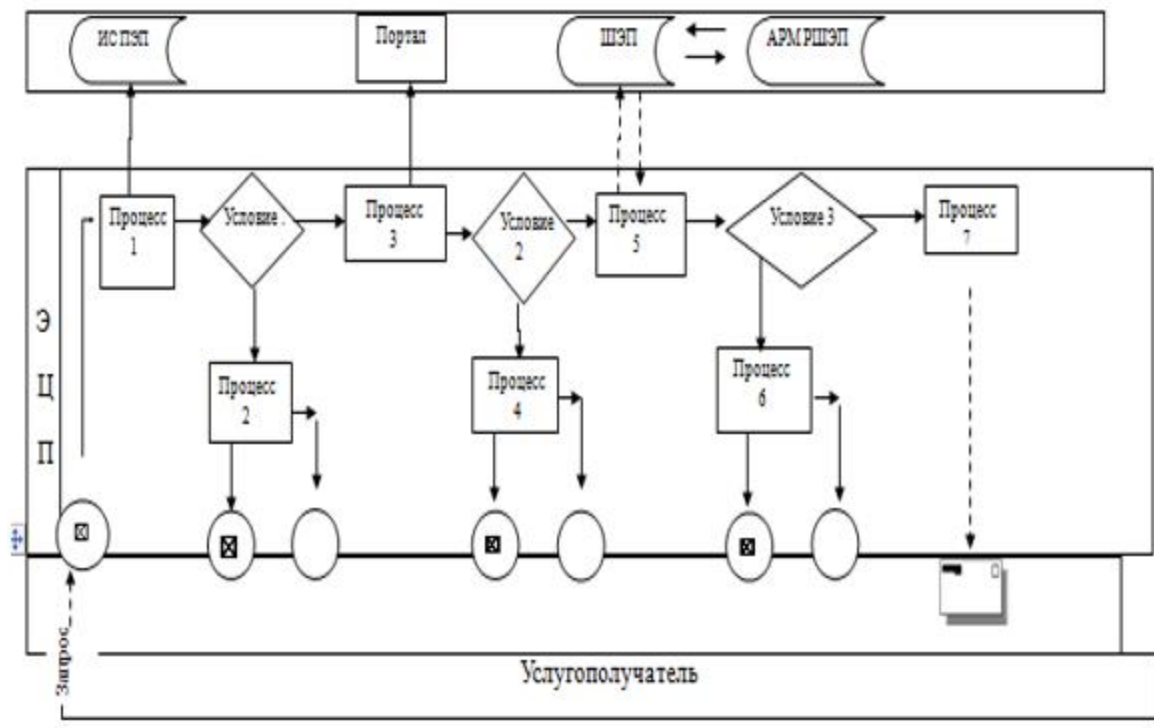 ИС ПЭП
Портал
ШЭП
АРМ РШЭП
Процесс
1
Условие .
Процесс
3
Условие
2
Процесс
5
Условие 3
Процесс
7
Э
Ц
П
Процесс
2
Процесс
4
Процесс
6
Запрос
Услугополучатель